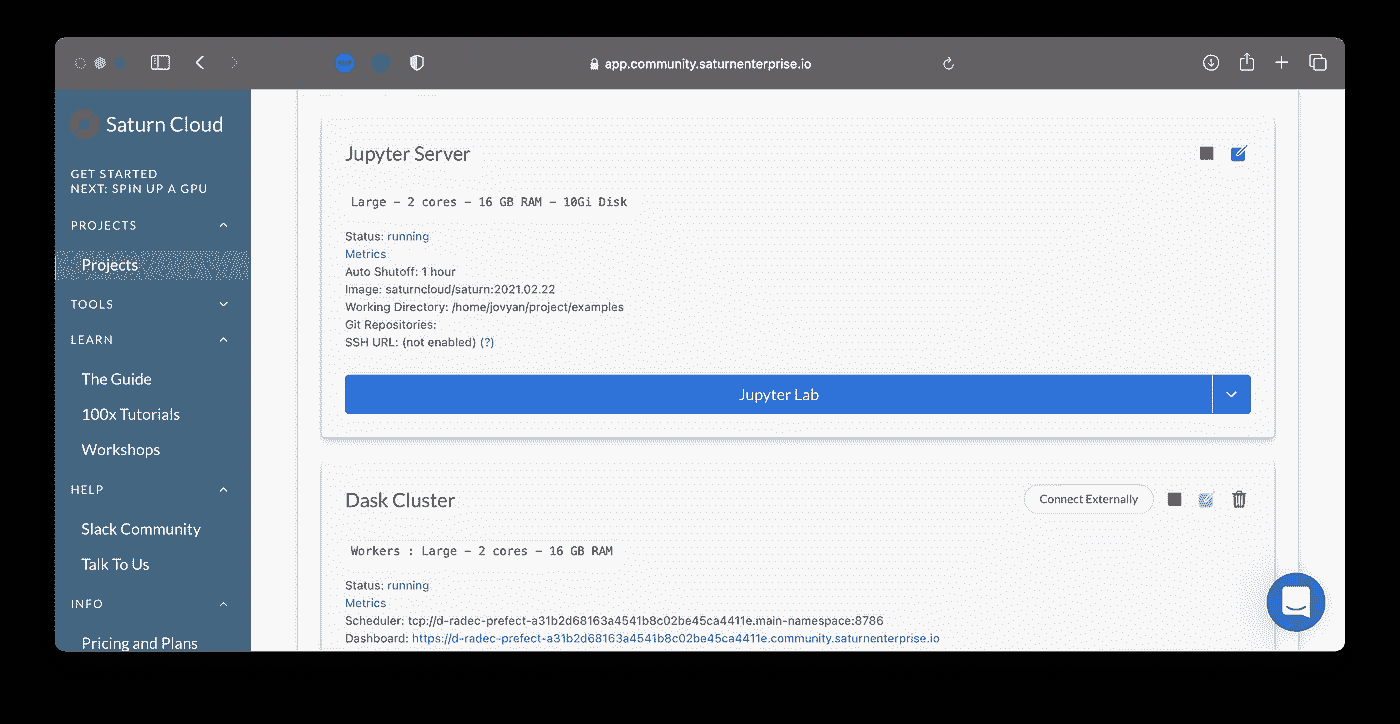 app.community.saturnenterprise.io
Saturn Cloud
GET STARTED
NEXT: SPIN UP A GPU
PROJECTS
Projects
TOOLS
LEARN
The Guide
100x Tutorials
Workshops
HELP
Slack Community
Talk To Us
INFO
Pricing and Plans
Jupyter Server
Large - 2 cores - 16 GB RAM - 10Gi Disk
Status: running
Metrics
Auto Shutoff: 1 hour
Image: saturncloud/saturn:2021.02.22
Working Directory: /home/jovyan/project/examples
Git Repositories:
SSH URL: (not enabled) (?)
Jupyter Lab
Dask Cluster
Connect Externally
Workers : Large - 2 cores - 16 GB RAM
Status: running
Metrics
Scheduler: tcp://d-radec-prefect-a31b2d68163a4541b8c02be45ca4411e.main-namespace:8786
Dashboard: https://d-radec-prefect-a31b2d68163a4541b8c02be45ca4411e.community.saturnenterprise.io